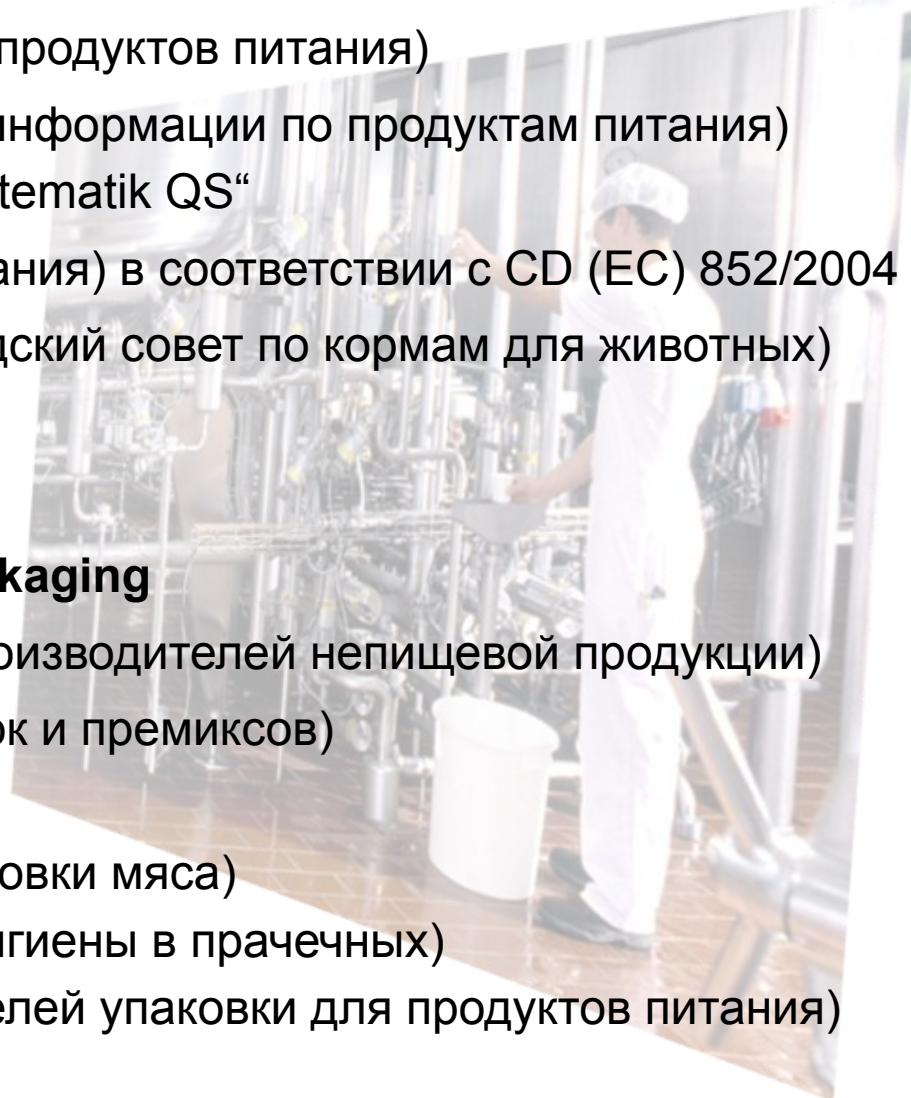 продуктов питания)
информации по продуктам питания)
tematik QS“
ания) в соответствии с CD (EC) 852/2004
дский совет по кормам для животных)
kaging
оизводителей непищевой продукции)
ок и премиксов)
овки мяса)
игиены в прачечных)
елей упаковки для продуктов питания)